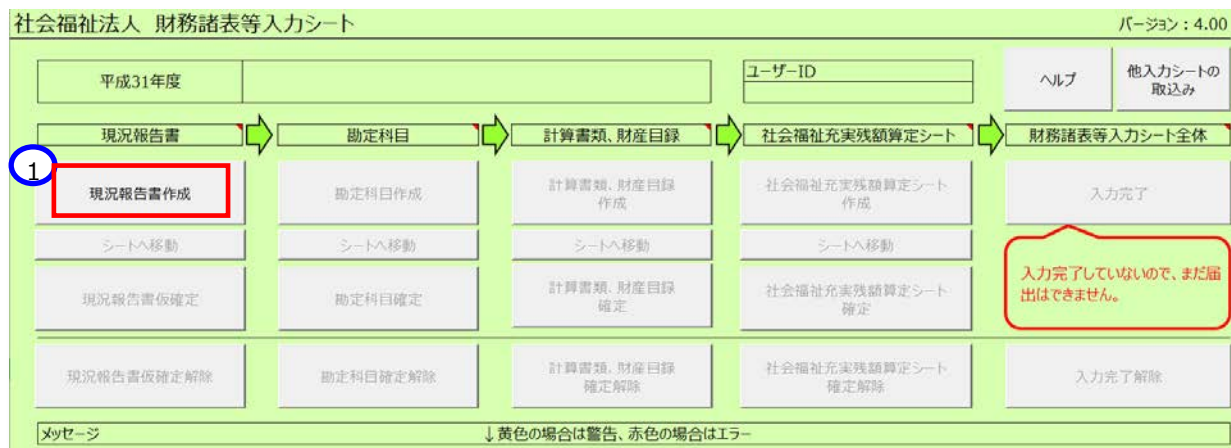 社会福祉法人 財務諸表等入力シート
バージョン：4.00
平成31年度
ユーザーID
ヘルプ
他入力シートの
取込み
現況報告書
勘定科目
計算書類、財産目録
社会福祉充実残額算定シート
財務諸表等入力シート全体
1
現況報告書作成
勘定科目作成
計算書類、財産目録
作成
社会福祉充実残額算定シート
作成
入力完了
シートへ移動
シートへ移動
シートへ移動
シートへ移動
入力完了していないので、まだ届
出はできません。
現況報告書仮確定
勘定科目確定
計算書類、財産目録
確定
社会福祉充実残額算定シート
確定
現況報告書仮確定解除
勘定科目確定解除
計算書類、財産目録
確定解除
社会福祉充実残額算定シート
確定解除
入力完了解除
メッセージ
↓黄色の場合は警告、赤色の場合はエラー